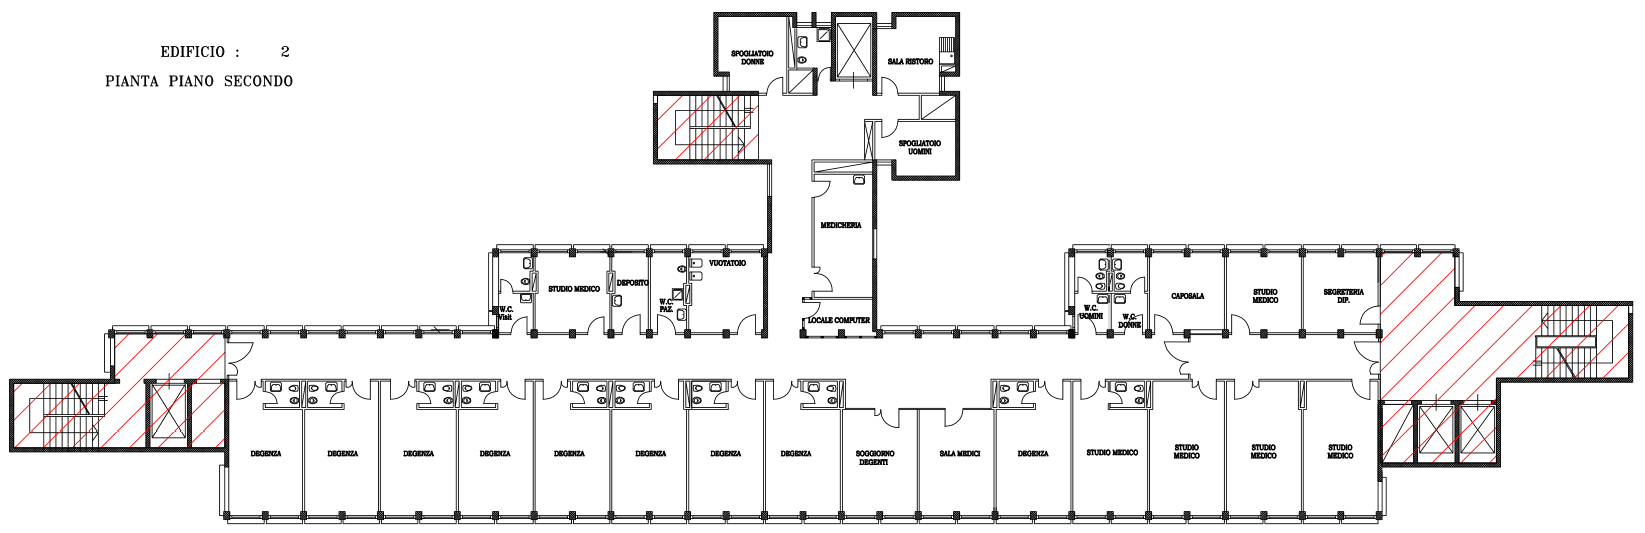 EDIFICIO : 2
PIANTA PIANO SECONDO
SPOGLIATOIO
DONNE
SALA RISTORO
SPOGLIATOIO
UOMINI
MEDICHERIA
LOCALE COMPUTER
W.C.
Visit
STUDIO MEDICO
DEPOSITO
W.C.
PAZ.
VUOTATOIO
W.C.
UOMINI
W.C.
DONNE
CAPOSALA
STUDIO
MEDICO
SEGRETERIA
DIP.
DEGENZA
DEGENZA
DEGENZA
DEGENZA
DEGENZA
DEGENZA
DEGENZA
DEGENZA
SOGGIORNO
DEGENTI
SALA MEDICI
DEGENZA
STUDIO MEDICO
STUDIO
MEDICO
STUDIO
MEDICO
STUDIO
MEDICO